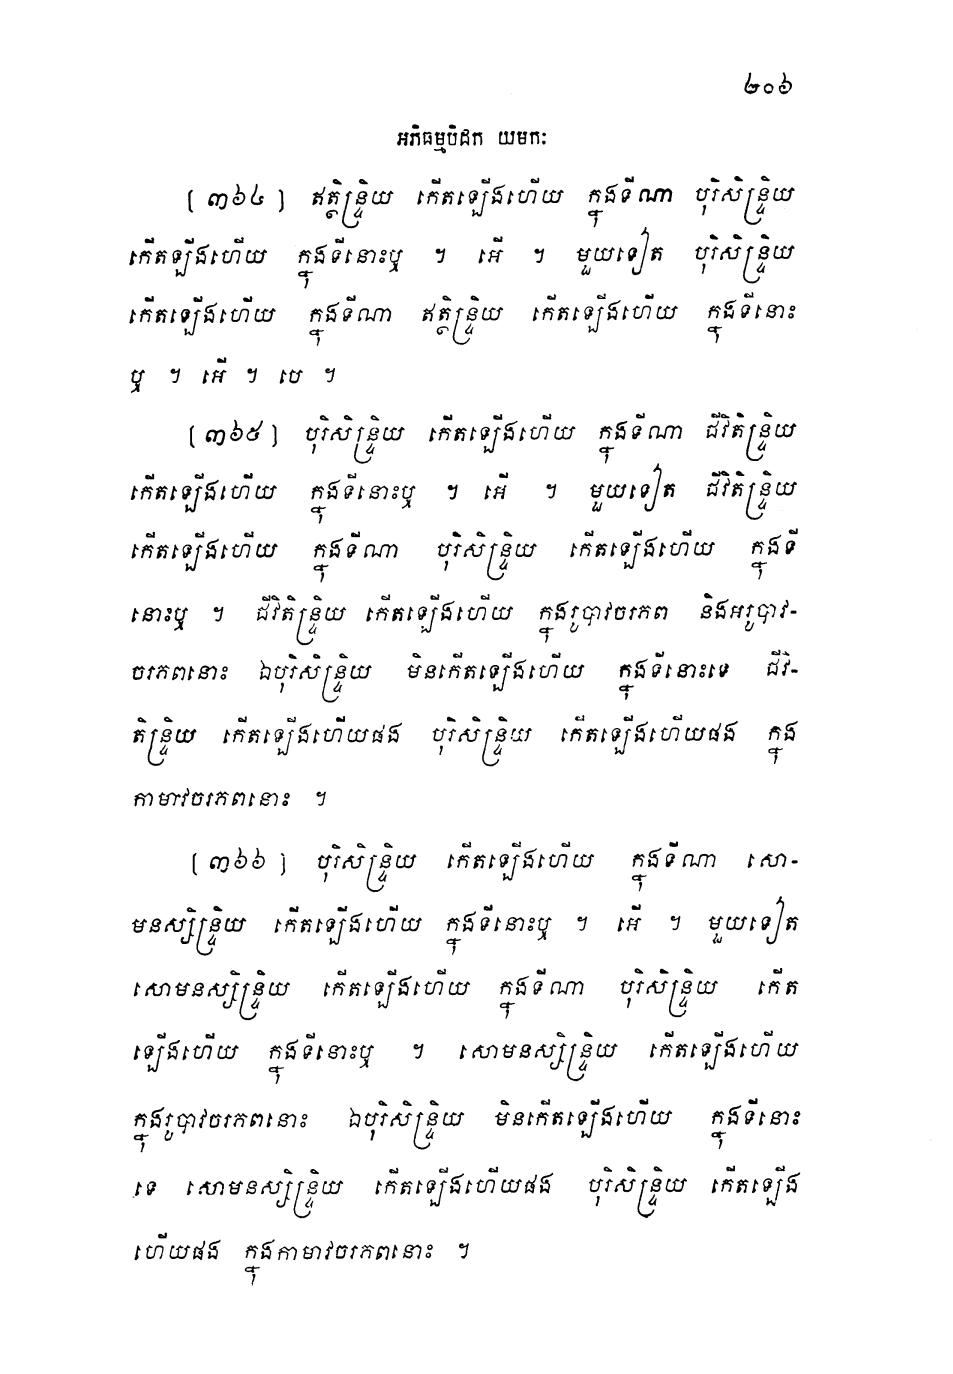 ២០៦
អភិធម្មបិដក យមកៈ
[ ៣៦៤ ] ឥត្ថិន្ទ្រិយ កើតឡើងហើយ ក្នុងទីណា បុរិសិន្ទ្រិយ
កើតឡើងហើយ ក្នុងទីនោះឬ ។ អើ ។ មួយទៀត បុរិសិន្ទ្រិយ
កើតឡើងហើយ ក្នុងទីណា ឥត្ថិន្ទ្រិយ កើតឡើងហើយ ក្នុងទីនោះ
ឬ ។ អើ ។ បេ ។
[ ៣៦៥ ] បុរិសិន្ទ្រិយ កើតឡើងហើយ ក្នុងទីណា ជីវិតិន្ទ្រិយ
កើតឡើងហើយ ក្នុងទីនោះឬ ។ អើ ។ មួយទៀត ជីវិតិន្ទ្រិយ
កើតឡើងហើយ ក្នុងទីណា បុរិសិន្ទ្រិយ កើតឡើងហើយ ក្នុងទី
នោះឬ ។ ជីវិតិន្ទ្រិយ កើតឡើងហើយ ក្នុងរូបាវចរភព និងអរូបាវ-
ចរភពនោះ ឯបុរិសិន្ទ្រិយ មិនកើតឡើងហើយ ក្នុងទីនោះទេ ជីវិ-
តិន្ទ្រិយ កើតឡើងហើយផង បុរិសិន្ទ្រិយ កើតឡើងហើយផង ក្នុង
កាមាវចរភពនោះ ។
[ ៣៦៦ ] បុរិសិន្ទ្រិយ កើតឡើងហើយ ក្នុងទីណា សោ-
មនស្សិន្ទ្រិយ កើតឡើងហើយ ក្នុងទីនោះឬ ។ អើ ។ មួយទៀត
សោមនស្សិន្ទ្រិយ កើតឡើងហើយ ក្នុងទីណា បុរិសិន្ទ្រិយ កើត
ឡើងហើយ ក្នុងទីនោះឬ ។ សោមនស្សិន្ទ្រិយ កើតឡើងហើយ
ក្នុងរូបាវចរភពនោះ ឯបុរិសិន្ទ្រិយ មិនកើតឡើងហើយ ក្នុងទីនោះ
ទេ សោមនស្សិន្ទ្រិយ កើតឡើងហើយផង បុរិសិន្ទ្រិយ កើតឡើង
ហើយផង ក្នុងកាមាវចរភពនោះ ។